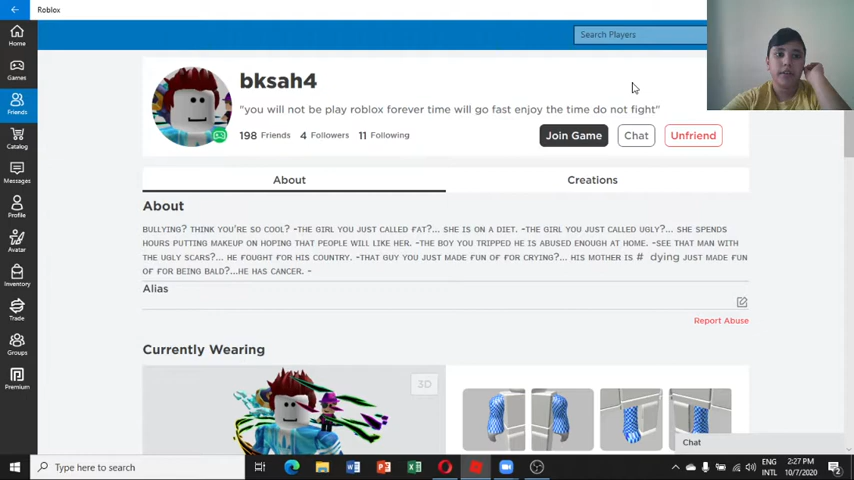 Roblox
Search Players
Home
Games
Friends
Catalog
Messages
Profile
Avatar
Inventory
Trade
Groups
Premium
bksah4
"you will not be play roblox forever time will go fast enjoy the time do not fight"
198 Friends 4 Followers 11 Following
Join Game
Chat
Unfriend
About
Creations
About
BULLYING? THINK YOU'RE SO COOL? -THE GIRL YOU JUST CALLED FAT?... SHE IS ON A DIET. -THE GIRL YOU JUST CALLED UGLY?... SHE SPENDS
HOURS PUTTING MAKEUP ON HOPING THAT PEOPLE WILL LIKE HER. -THE BOY YOU TRIPPED HE IS ABUSED ENOUGH AT HOME. -SEE THAT MAN WITH
THE UGLY SCARS?... HE FOUGHT FOR HIS COUNTRY. -THAT GUY YOU JUST MADE FUN OF FOR CRYING?... HIS MOTHER IS # dying JUST MADE FUN
OF FOR BEING BALD?...HE HAS CANCER. -
Alias
Report Abuse
Currently Wearing
3D
Chat
Type here to search
ENG
INTL
2:27 PM
10/7/2020
2